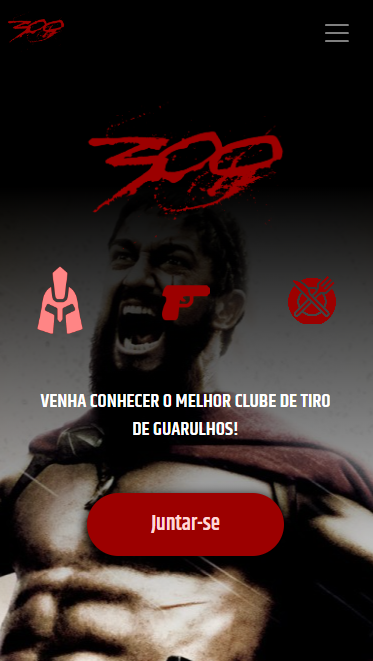 300
300
VENHA CONHECER O MELHOR CLUBE DE TIRO
DE GUARULHOS!
Juntar-se